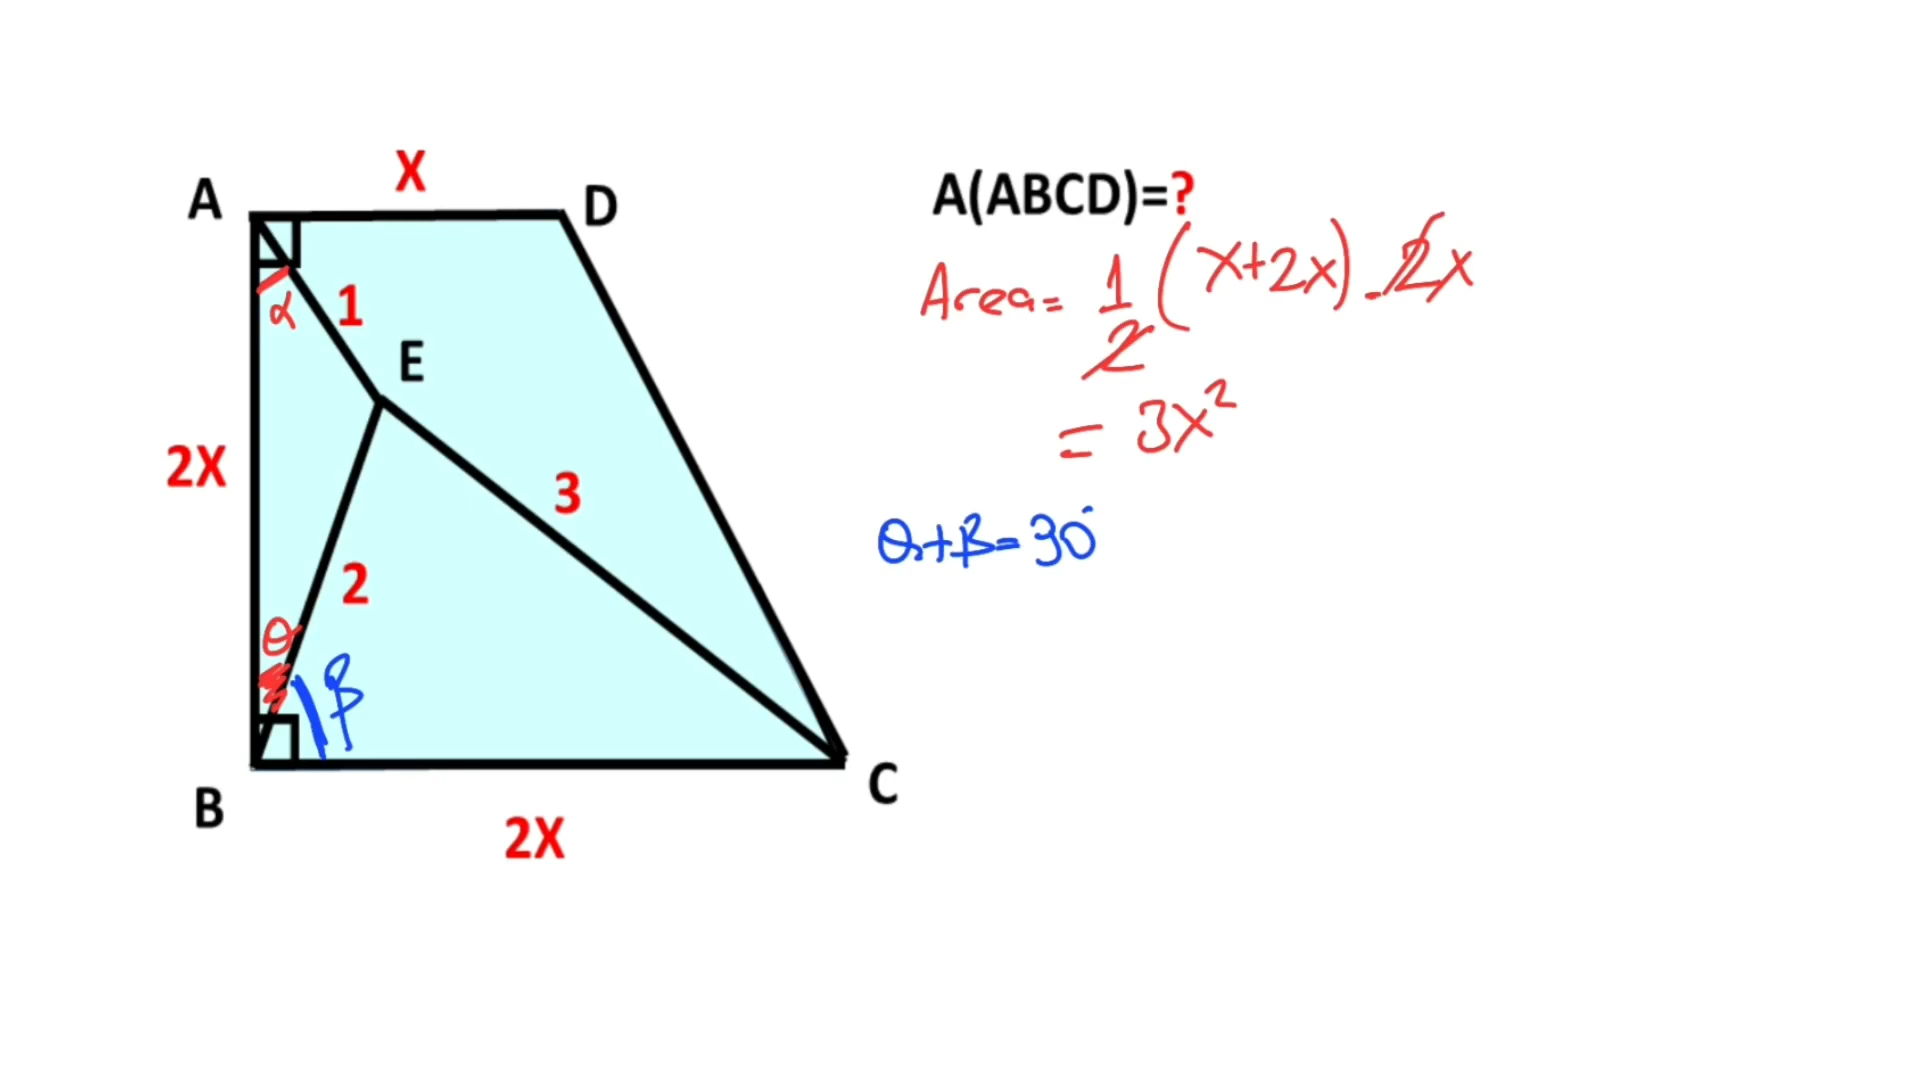 X
A
D
A(ABCD)=?
Area = 1/2 (x+2x) - 2x
α
1
E
= 3x²
2X
3
θ+β=30°
2
θ
β
B
C
2X